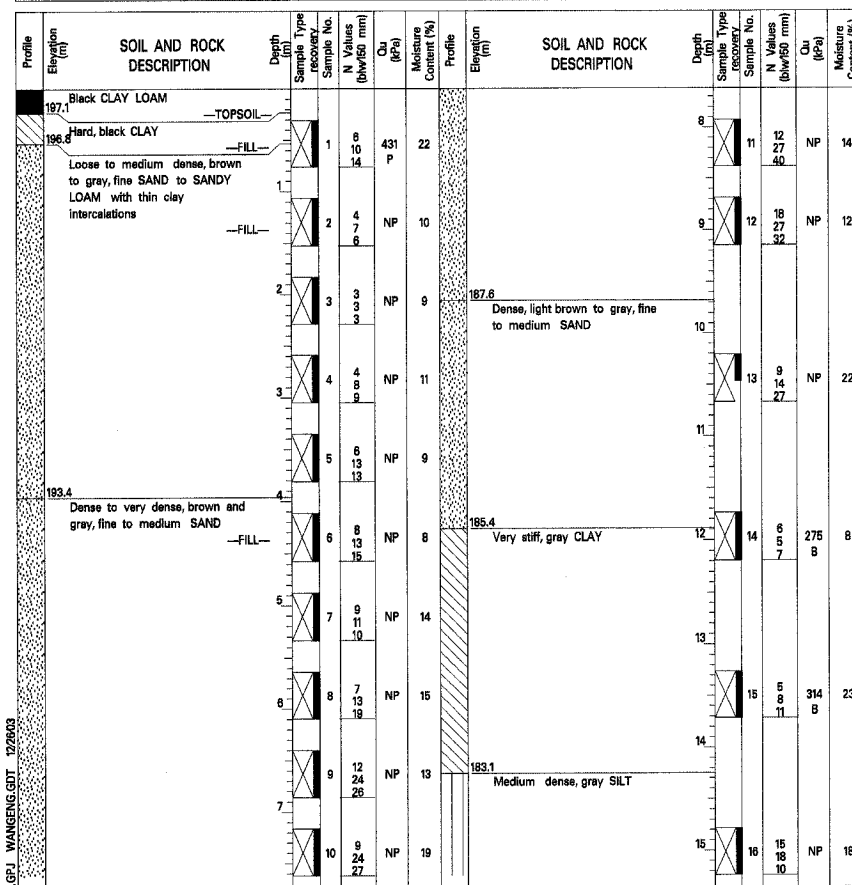 Profile
Elevation (m)
SOIL AND ROCK DESCRIPTION
Depth (m)
Sample Type recovery
Sample No.
N Values (blw/150 mm)
Qu (kPa)
Moisture Content (%)
Profile
Elevation (m)
SOIL AND ROCK DESCRIPTION
Depth (m)
Sample Type recovery
Sample No.
N Values (blw/150 mm)
Qu (kPa)
Moisture Content (%)
Black CLAY LOAM
197.1
—TOPSOIL—
Hard, black CLAY
196.8
—FILL—
Loose to medium dense, brown
to gray, fine SAND to SANDY
LOAM with thin clay
intercalations
—FILL—
193.4
Dense to very dense, brown and
gray, fine to medium SAND
—FILL—
1
2
3
4
5
6
7
1 6 10 14 431 P 22
2 4 7 6 NP 10
3 3 3 3 NP 9
4 4 8 9 NP 11
5 6 13 13 NP 9
6 8 13 15 NP 8
7 9 11 10 NP 14
8 7 13 19 NP 15
9 12 24 26 NP 13
10 9 24 27 NP 19
187.6
Dense, light brown to gray, fine
to medium SAND
185.4
Very stiff, gray CLAY
183.1
Medium dense, gray SILT
8
9
10
11
12
13
14
15
11 12 27 40 NP 14
12 18 27 32 NP 12
13 9 14 27 NP 22
14 6 5 7 275 B 8
15 5 8 11 314 B 23
16 15 18 10 NP 18
.GPJ WANGENG.GDT 12/26/03